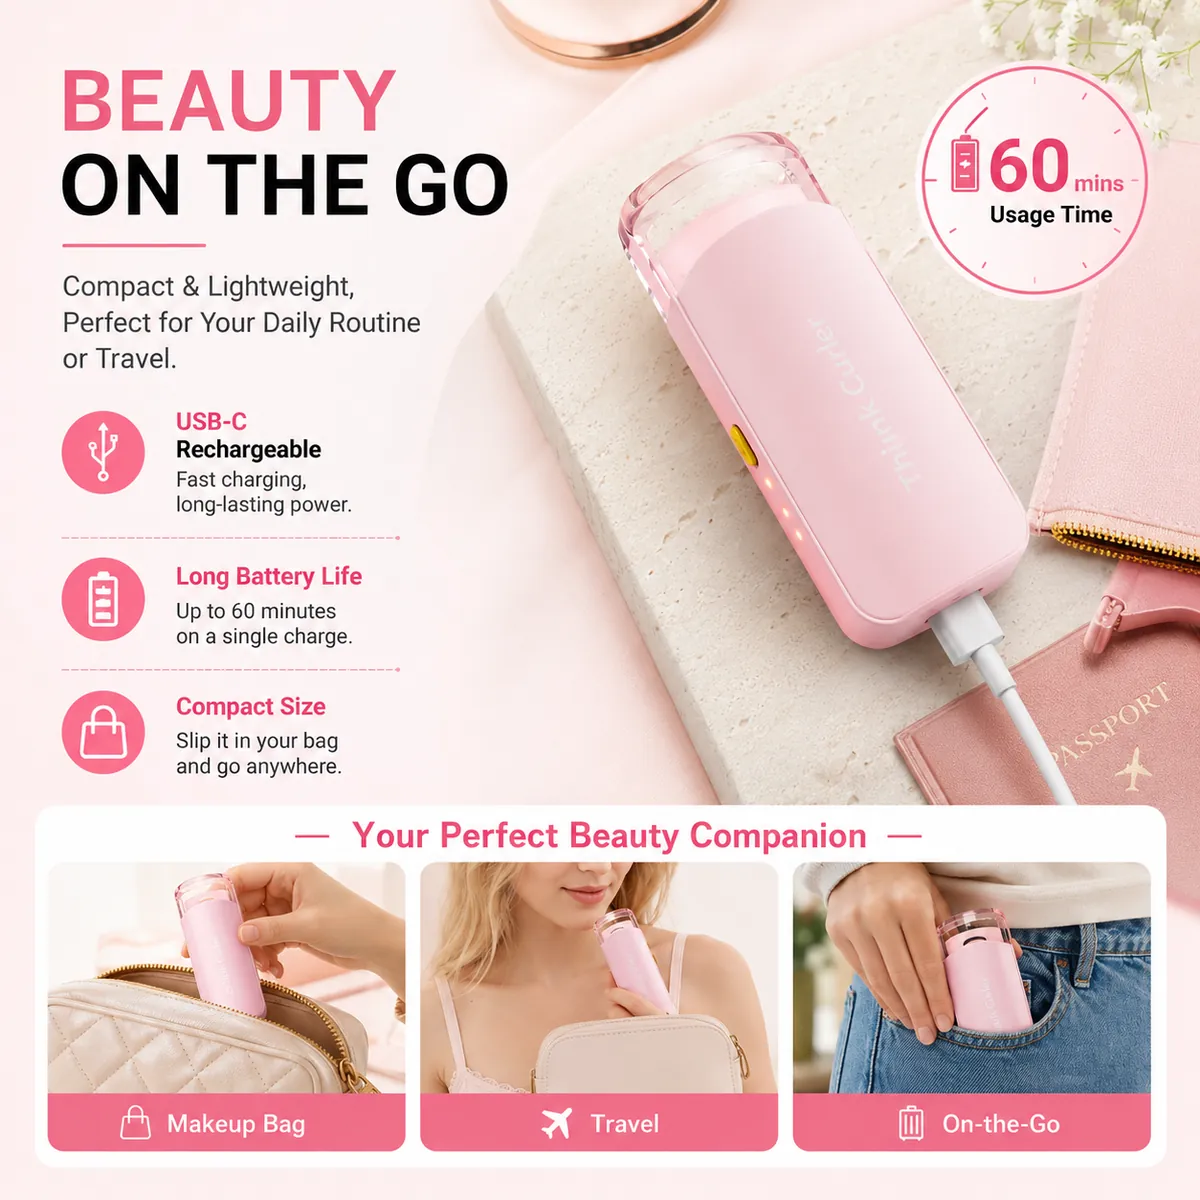 BEAUTY
ON THE GO
Compact & Lightweight,
Perfect for Your Daily Routine
or Travel.
60 mins
Usage Time
USB-C
Rechargeable
Fast charging,
long-lasting power.
Long Battery Life
Up to 60 minutes
on a single charge.
Compact Size
Slip it in your bag
and go anywhere.
Thiink Curler
PASSPORT
Your Perfect Beauty Companion
Makeup Bag
Travel
On-the-Go